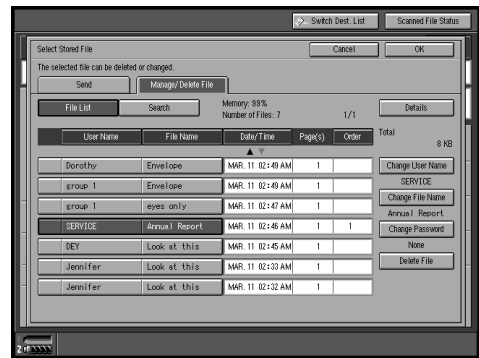 Switch Dest. List Scanned File Status
Select Stored File Cancel OK
The selected file can be deleted or changed.
Send Manage/Delete File
File List Search Memory: 99% Details
Number of Files: 7 1/1
User Name File Name Date/Time Page(s) Order Total
▲ ▼ 8 KB
Dorothy Envelope MAR. 11 02:49 AM 1 Change User Name
group 1 Envelope MAR. 11 02:49 AM 1 SERVICE
group 1 eyes only MAR. 11 02:47 AM 1 Change File Name
Annual Report
SERVICE Annual Report MAR. 11 02:46 AM 1 1 Change Password
DEY Look at this MAR. 11 02:45 AM 1 None
Jennifer Look at this MAR. 11 02:33 AM 1 Delete File
Jennifer Look at this MAR. 11 02:32 AM 1